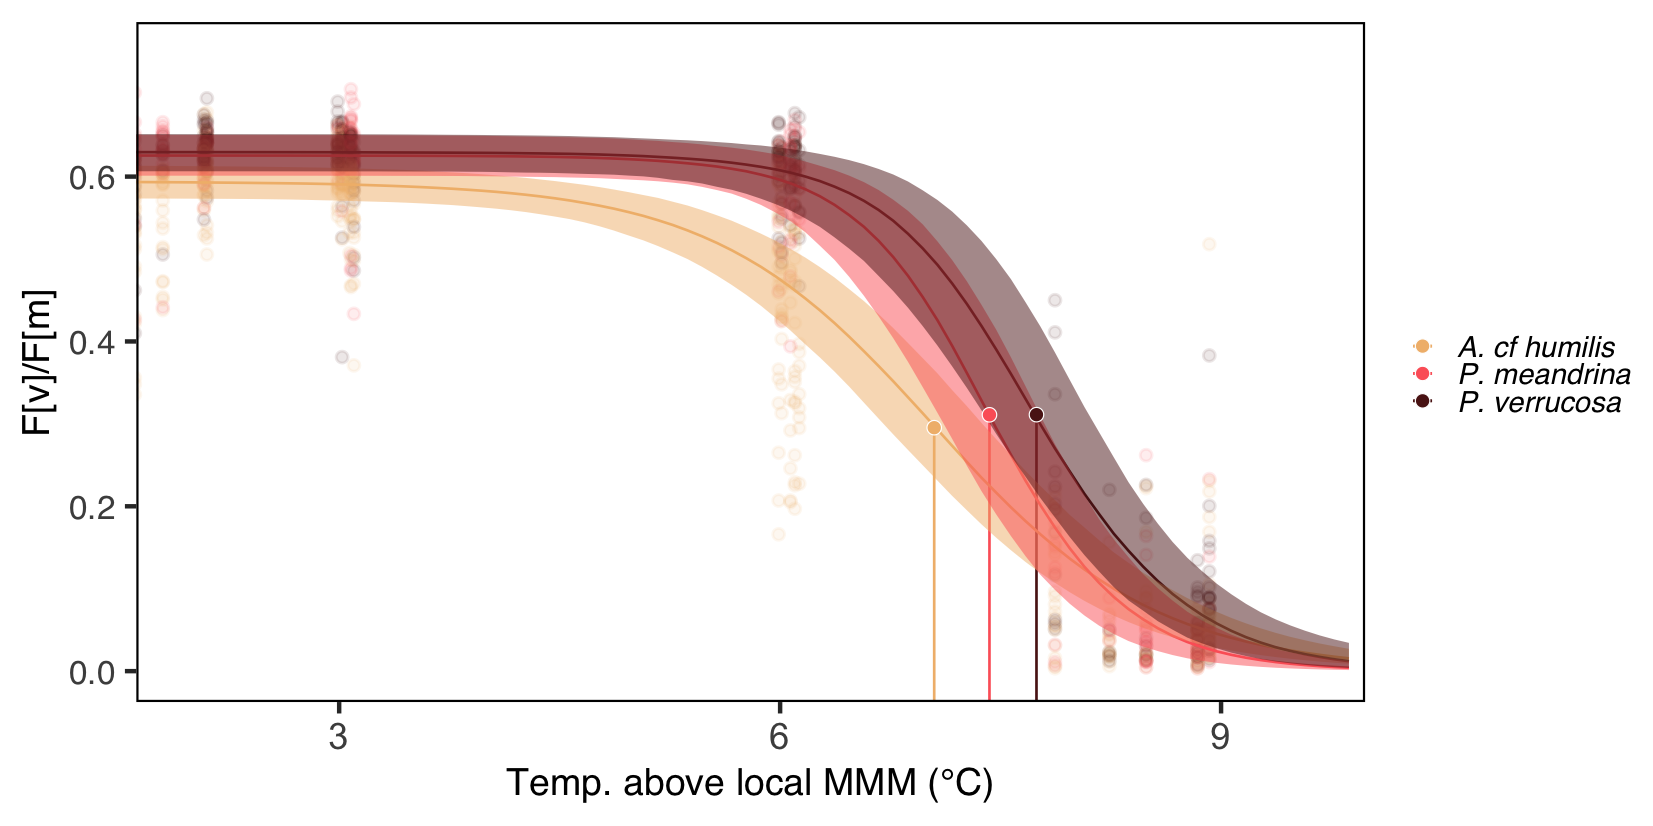 F[v]/F[m]
0.6
0.4
0.2
0.0
3
6
9
Temp. above local MMM (°C)
A. cf humilis
P. meandrina
P. verrucosa